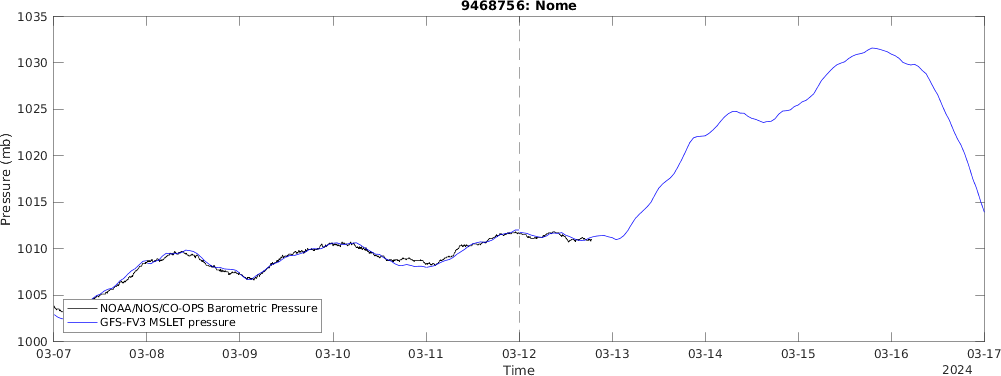 9468756: Nome
Pressure (mb)
1035
1030
1025
1020
1015
1010
1005
1000
NOAA/NOS/CO-OPS Barometric Pressure
GFS-FV3 MSLET pressure
03-07 03-08 03-09 03-10 03-11 03-12 03-13 03-14 03-15 03-16 03-17
Time
2024